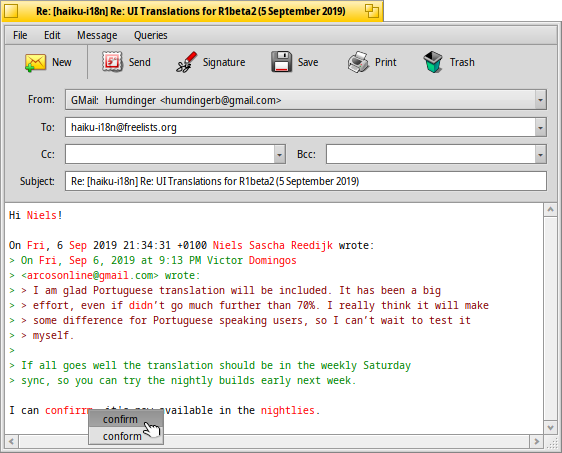 Re: [haiku-i18n] Re: UI Translations for R1beta2 (5 September 2019)
File Edit Message Queries
New Send Signature Save Print Trash
From: GMail: Humdinger <humdingerb@gmail.com>
To: haiku-i18n@freelists.org
Cc: Bcc:
Subject: Re: [haiku-i18n] Re: UI Translations for R1beta2 (5 September 2019)
Hi Niels!
On Fri, 6 Sep 2019 21:34:31 +0100 Niels Sascha Reedijk wrote:
> On Fri, Sep 6, 2019 at 9:13 PM Victor Domingos
> <arcosonline@gmail.com> wrote:
> > I am glad Portuguese translation will be included. It has been a big
> > effort, even if didn’t go much further than 70%. I really think it will make
> > some difference for Portuguese speaking users, so I can’t wait to test it
> > myself.
>
> If all goes well the translation should be in the weekly Saturday
> sync, so you can try the nightly builds early next week.
I can available in the nightlies.
confirm
conform